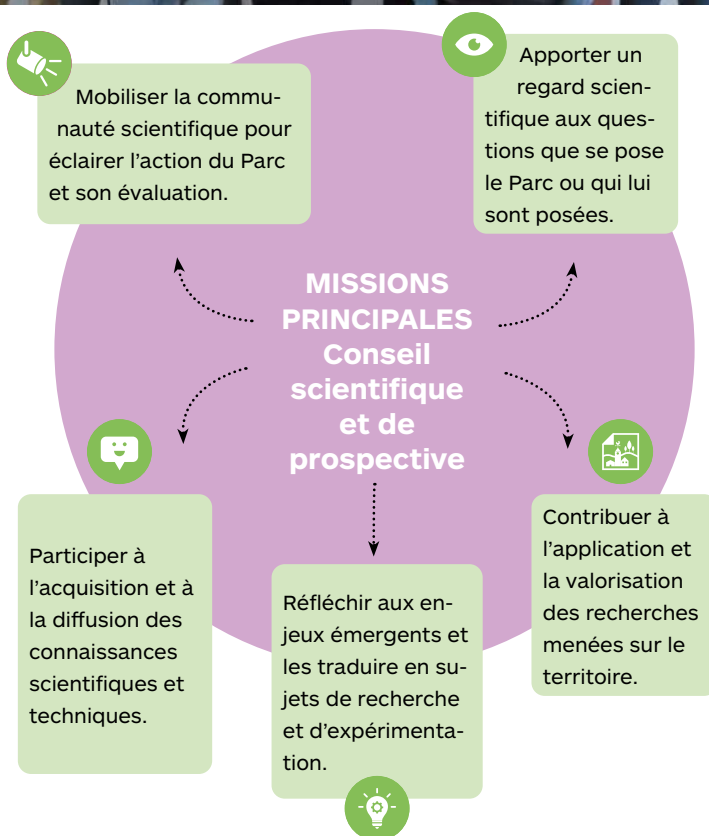 Mobiliser la commu-
nauté scientifique pour
éclairer l'action du Parc
et son évaluation.
Apporter un
regard scien-
tifique aux ques-
tions que se pose
le Parc ou qui lui
sont posées.
MISSIONS
PRINCIPALES
Conseil
scientifique
et de
prospective
Participer à
l'acquisition et à
la diffusion des
connaissances
scientifiques et
techniques.
Réfléchir aux en-
jeux émergents et
les traduire en su-
jets de recherche
et d'expérimenta-
tion.
Contribuer à
l'application et
la valorisation
des recherches
menées sur le
territoire.